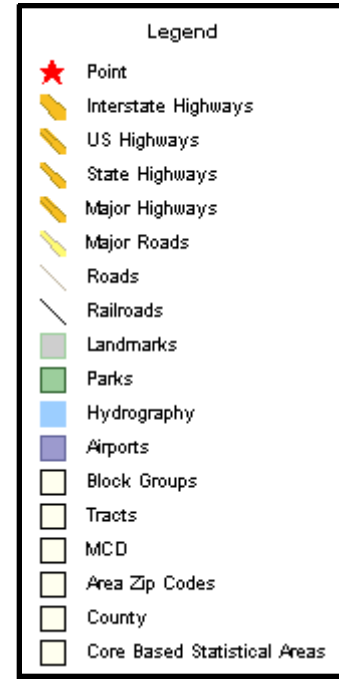 Legend
Point
Interstate Highways
US Highways
State Highways
Major Highways
Major Roads
Roads
Railroads
Landmarks
Parks
Hydrography
Airports
Block Groups
Tracts
MCD
Area Zip Codes
County
Core Based Statistical Areas